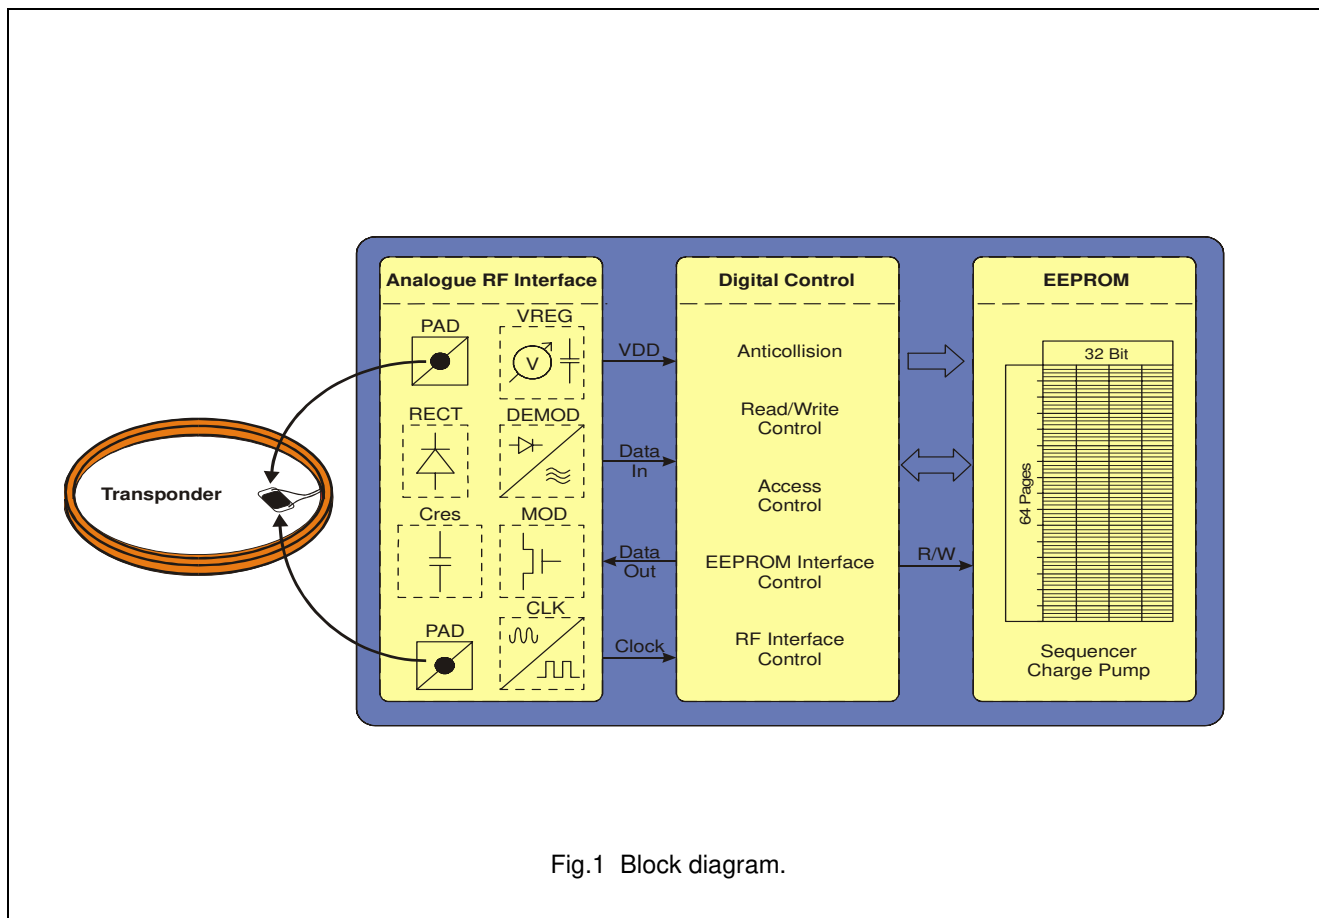 Analogue RF Interface
PAD
VREG
V
RECT
DEMOD
Cres
MOD
PAD
CLK
Transponder
VDD
Data
In
Data
Out
Clock
Digital Control
Anticollision
Read/Write
Control
Access
Control
EEPROM Interface
Control
RF Interface
Control
R/W
EEPROM
32 Bit
64 Pages
Sequencer
Charge Pump
Fig.1 Block diagram.